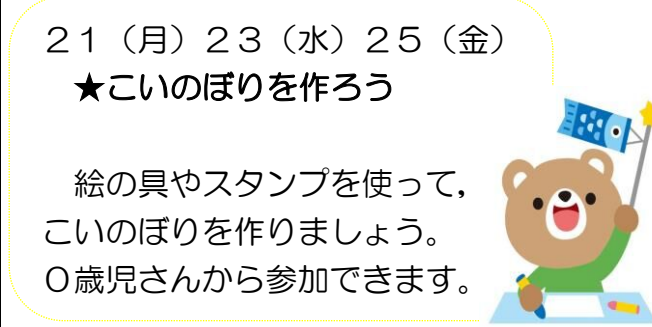 ２１（月）２３（水）２５（金）
★こいのぼりを作ろう
絵の具やスタンプを使って，
こいのぼりを作りましょう。
０歳児さんから参加できます。